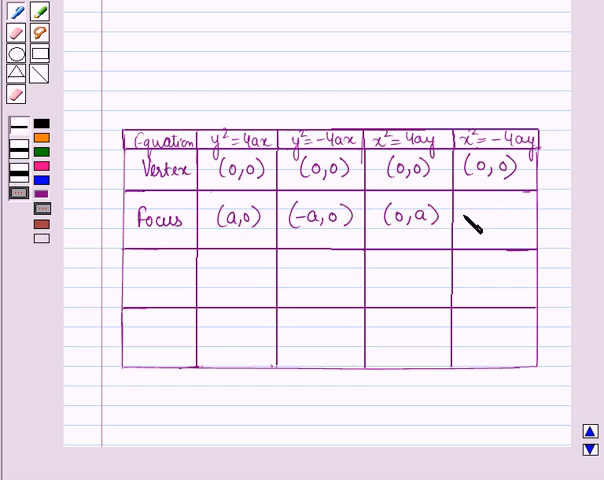 Equation y² = 4ax y² = -4ax x² = 4ay x² = -4ay
Vertex (0,0) (0,0) (0,0) (0,0)
Focus (a,0) (-a,0) (0,a)